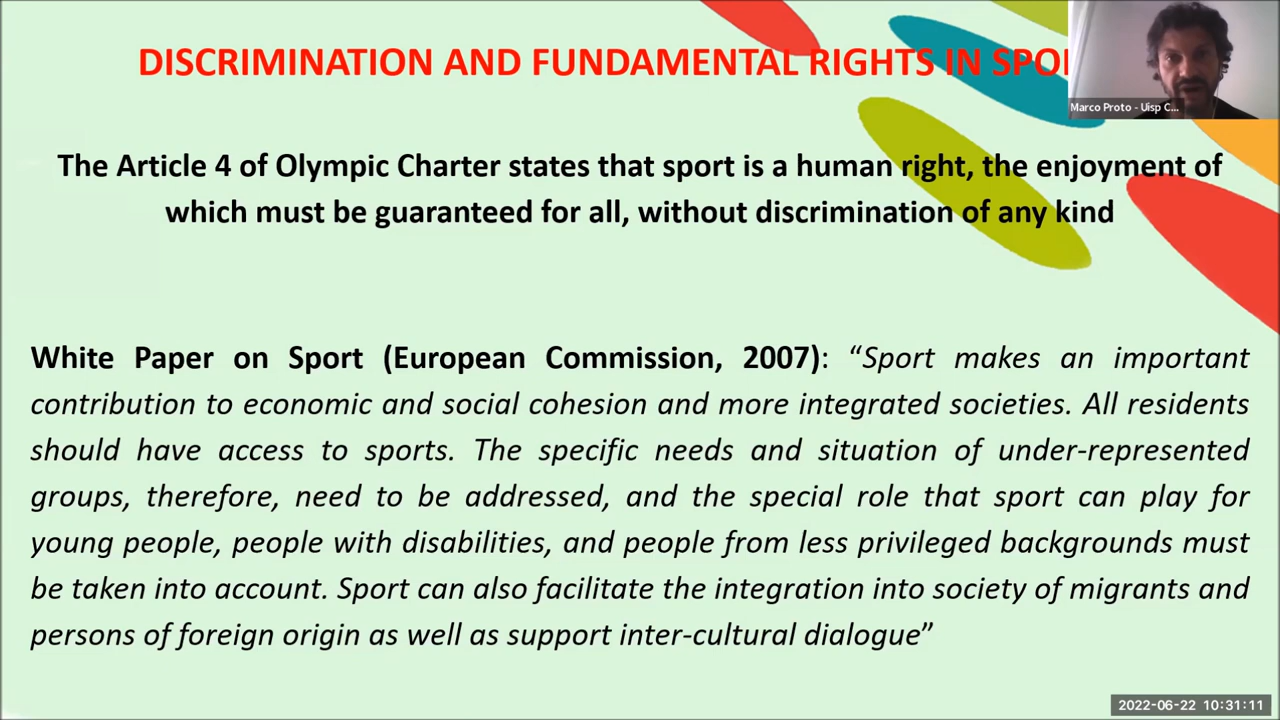 DISCRIMINATION AND FUNDAMENTAL RIGHTS IN
Marco Proto - Uisp C...
The Article 4 of Olympic Charter states that sport is a human right, the enjoyment of
which must be guaranteed for all, without discrimination of any kind
White Paper on Sport (European Commission, 2007): “Sport makes an important
contribution to economic and social cohesion and more integrated societies. All residents
should have access to sports. The specific needs and situation of under-represented
groups, therefore, need to be addressed, and the special role that sport can play for
young people, people with disabilities, and people from less privileged backgrounds must
be taken into account. Sport can also facilitate the integration into society of migrants and
persons of foreign origin as well as support inter-cultural dialogue”
2022-06-22 10:31:11